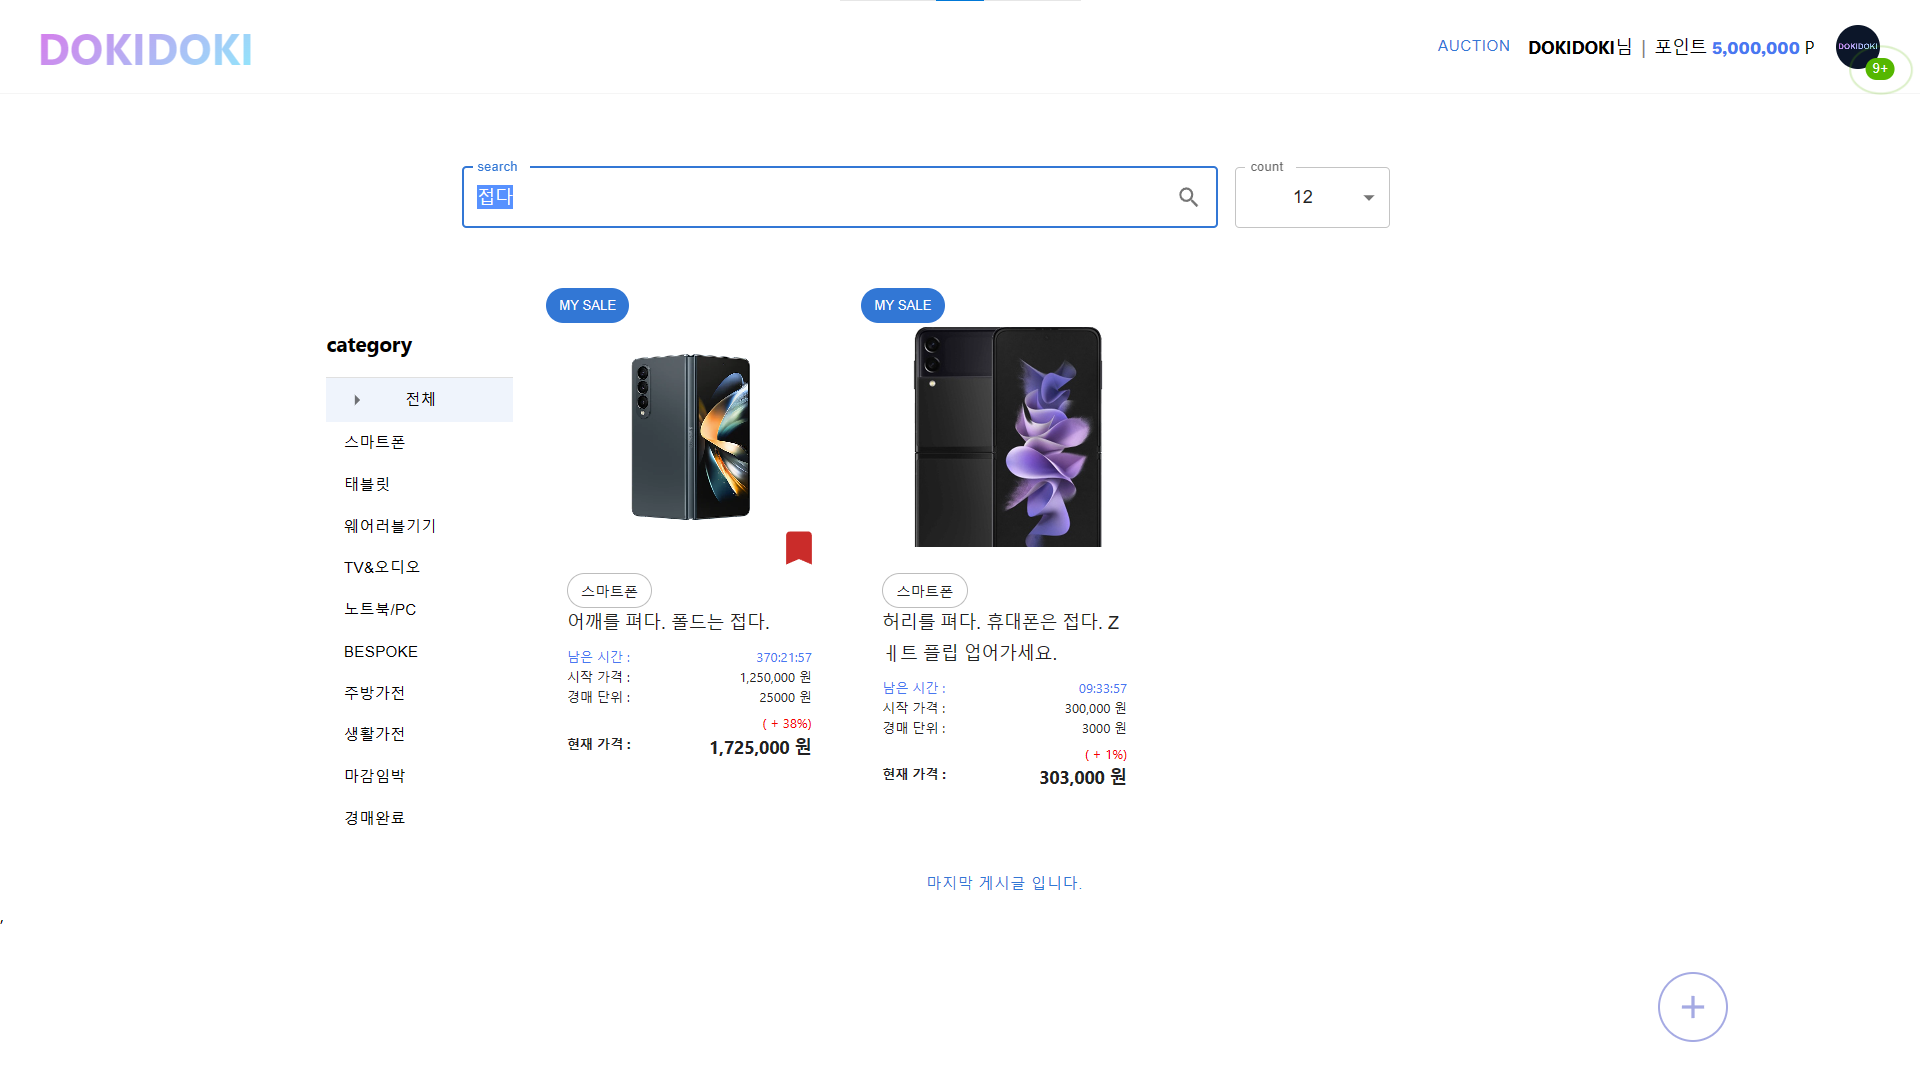 DOKIDOKI
AUCTION DOKIDOKI님 | 포인트 5,000,000 P
DOKIDOKI
9+
search
접다
count
12
category
전체
스마트폰
태블릿
웨어러블기기
TV&오디오
노트북/PC
BESPOKE
주방가전
생활가전
마감임박
경매완료
MY SALE
스마트폰
어깨를 펴다. 폴드는 접다.
남은 시간 : 370:21:57
시작 가격 : 1,250,000 원
경매 단위 : 25000 원
( + 38%)
현재 가격 : 1,725,000 원
MY SALE
스마트폰
허리를 펴다. 휴대폰은 접다. Z
ㅔ트 플립 업어가세요.
남은 시간 : 09:33:57
시작 가격 : 300,000 원
경매 단위 : 3000 원
( + 1%)
현재 가격 : 303,000 원
마지막 게시글 입니다.
,
+